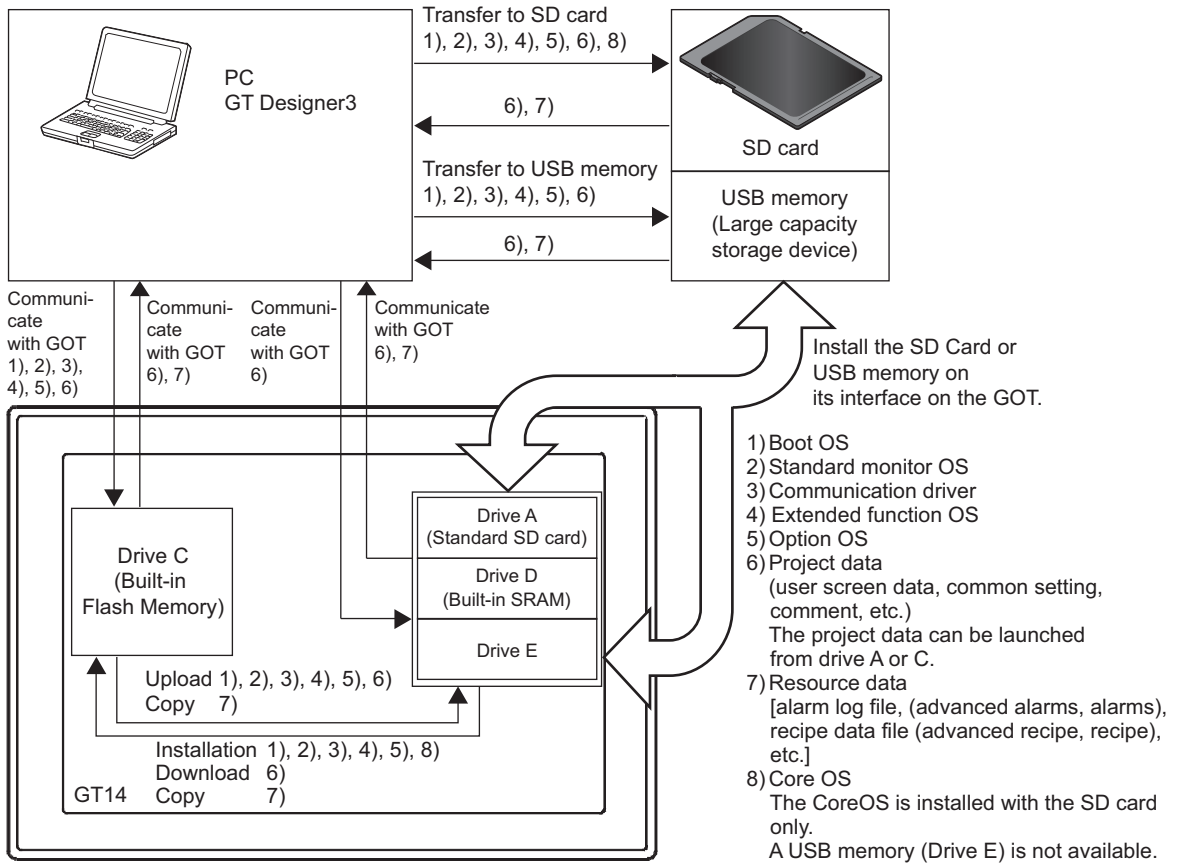 PC
GT Designer3
Transfer to SD card
1), 2), 3), 4), 5), 6), 8)
6), 7)
Transfer to USB memory
1), 2), 3), 4), 5), 6)
6), 7)
SD card
USB memory
(Large capacity
storage device)
Communi-
cate
with GOT
1), 2), 3),
4), 5), 6)
Communi-
cate
with GOT
6), 7)
Communi-
cate
with GOT
6)
Communicate
with GOT
6), 7)
Install the SD Card or
USB memory on
its interface on the GOT.
Drive C
(Built-in
Flash Memory)
Drive A
(Standard SD card)
Drive D
(Built-in SRAM)
Drive E
Upload 1), 2), 3), 4), 5), 6)
Copy 7)
Installation 1), 2), 3), 4), 5), 8)
Download 6)
Copy 7)
GT14
1) Boot OS
2) Standard monitor OS
3) Communication driver
4) Extended function OS
5) Option OS
6) Project data
(user screen data, common setting,
comment, etc.)
The project data can be launched
from drive A or C.
7) Resource data
[alarm log file, (advanced alarms, alarms),
recipe data file (advanced recipe, recipe),
etc.]
8) Core OS
The CoreOS is installed with the SD card
only.
A USB memory (Drive E) is not available.